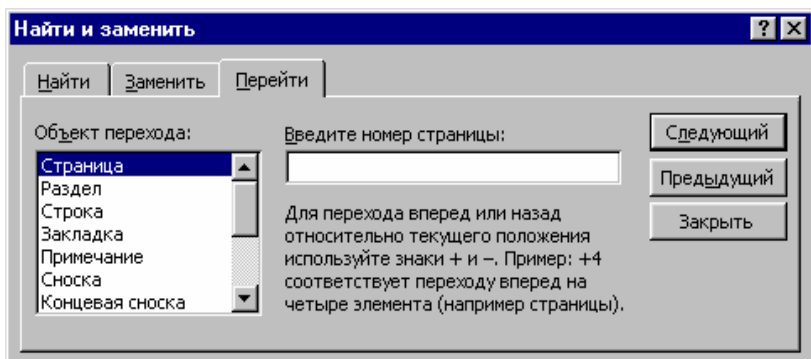 Найти и заменить
Найти
Заменить
Перейти
Объект перехода:
Страница
Раздел
Строка
Закладка
Примечание
Сноска
Концевая сноска
Введите номер страницы:
Для перехода вперед или назад
относительно текущего положения
используйте знаки + и –. Пример: +4
соответствует переходу вперед на
четыре элемента (например страницы).
Следующий
Предыдущий
Закрыть